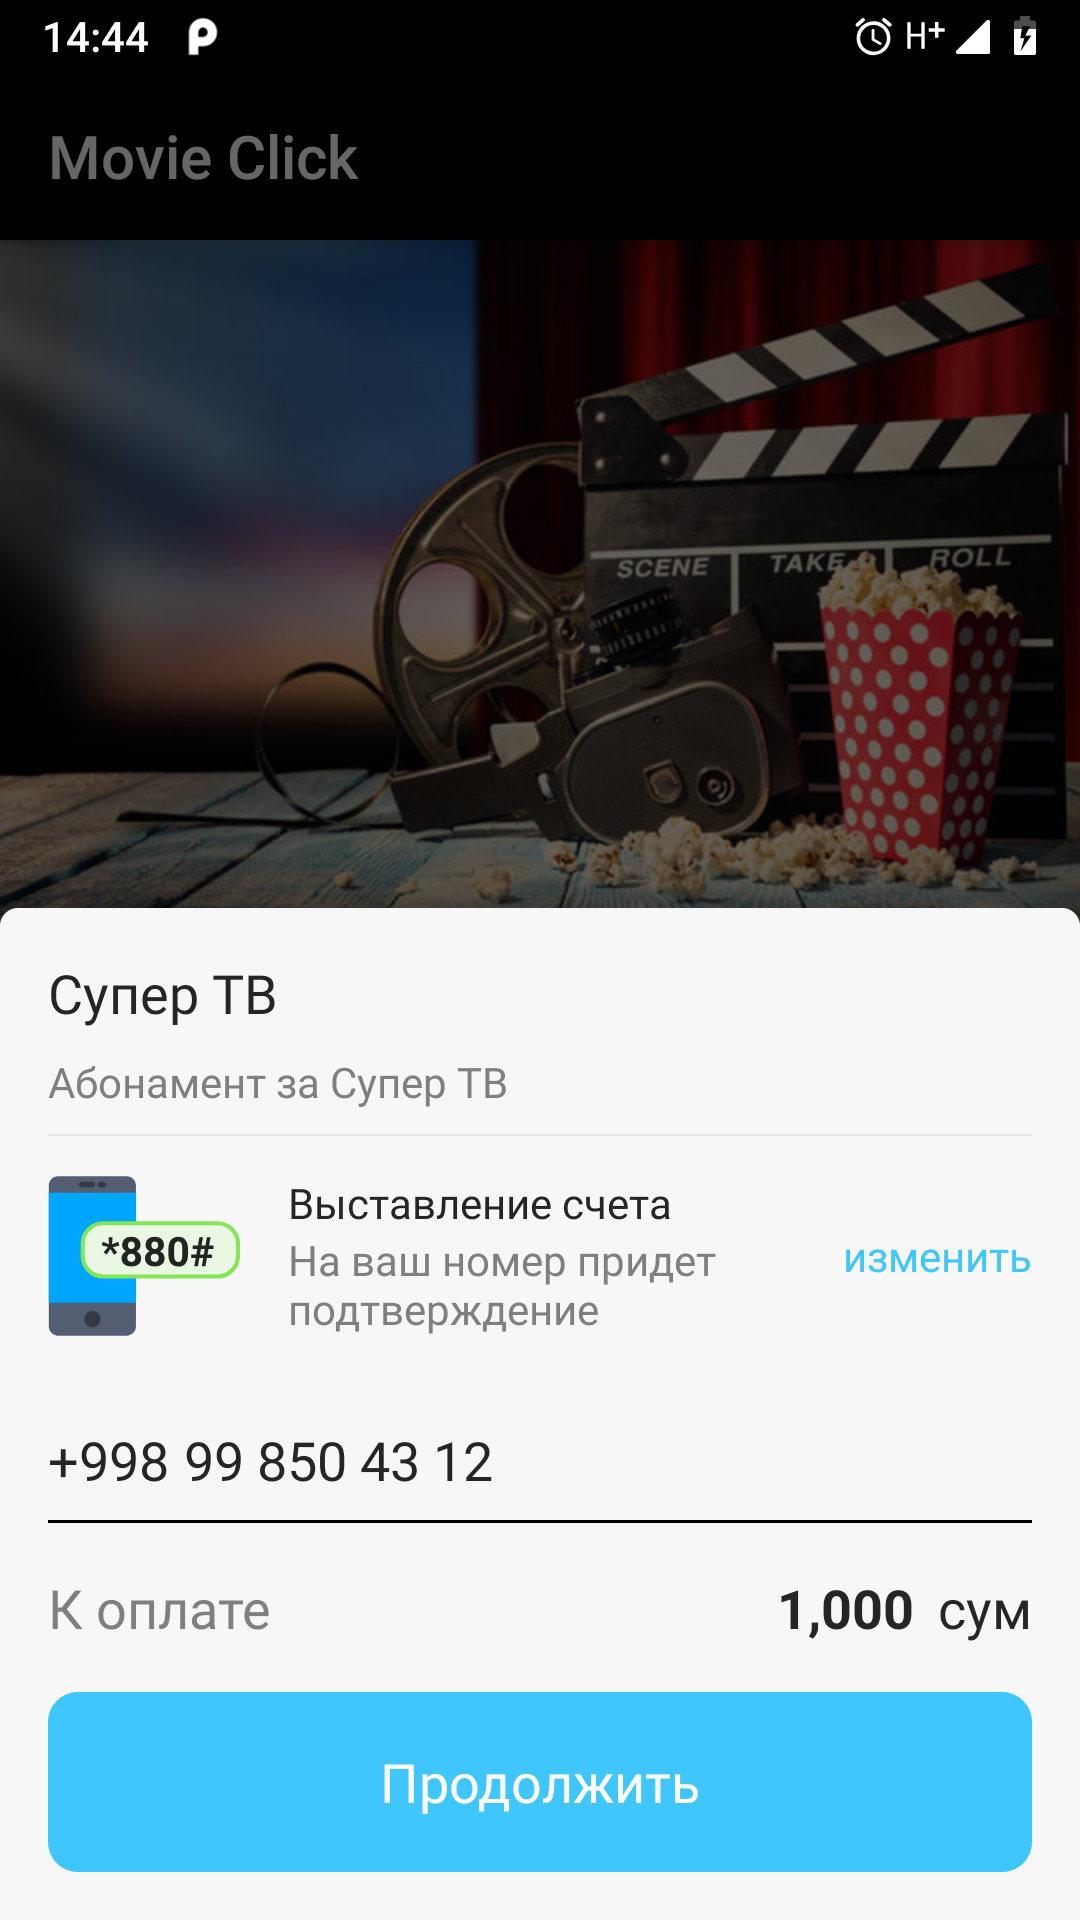 14:44 H+
Movie Click
SCENE TAKE ROLL
Супер ТВ
Абонамент за Супер ТВ
Выставление счета
*880#
На ваш номер придет
подтверждение
изменить
+998 99 850 43 12
К оплате 1,000 сум
Продолжить